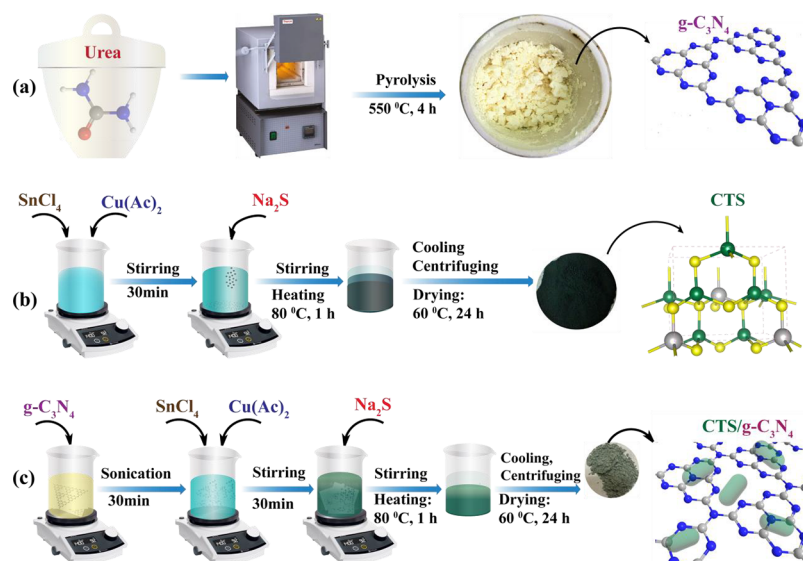 (a)
Urea
Pyrolysis
550 ⁰C, 4 h
g-C₃N₄
(b)
SnCl₄
Cu(Ac)₂
Stirring
30min
Na₂S
Stirring
Heating
80 ⁰C, 1 h
Cooling
Centrifuging
Drying:
60 ⁰C, 24 h
CTS
(c)
g-C₃N₄
Sonication
30min
SnCl₄
Cu(Ac)₂
Stirring
30min
Na₂S
Stirring
Heating:
80 ⁰C, 1 h
Cooling,
Centrifuging
Drying:
60 ⁰C, 24 h
CTS/g-C₃N₄